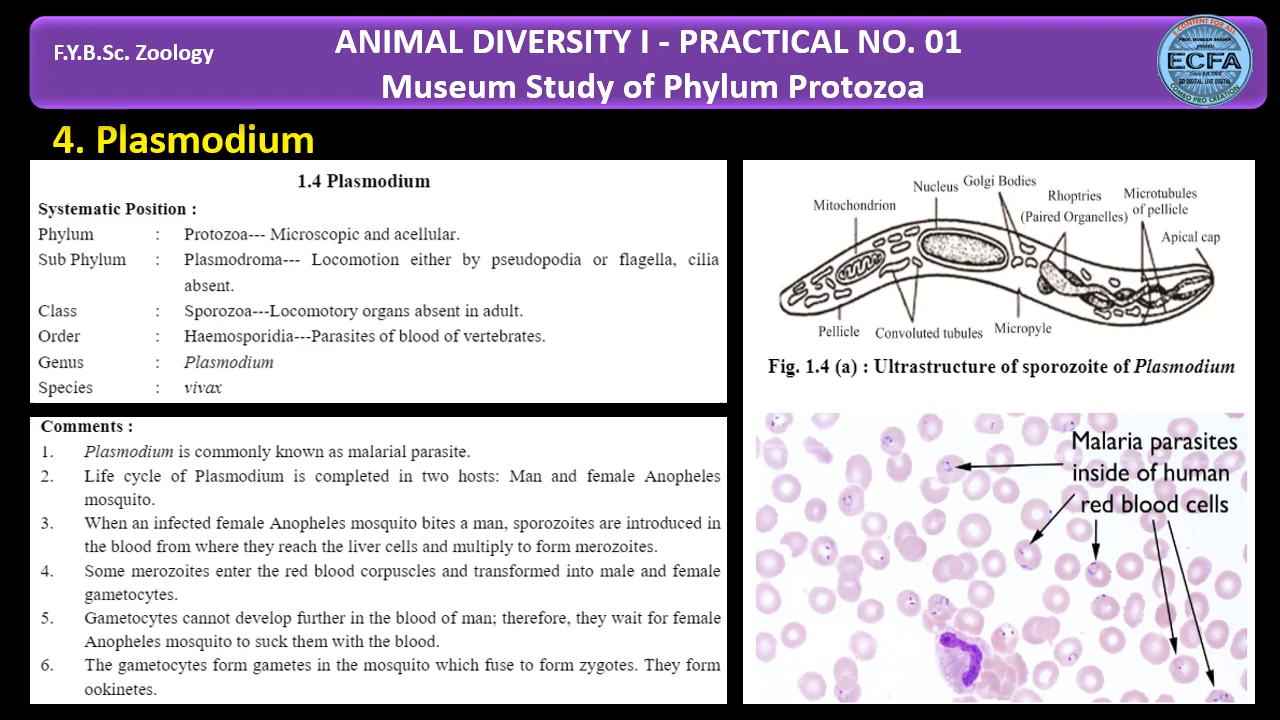 F.Y.B.Sc. Zoology
ANIMAL DIVERSITY I - PRACTICAL NO. 01
Museum Study of Phylum Protozoa
E-CONTENT FOR ALL
ECFA
GO DIGITAL, LIVE DIGITAL
COMBO PRO CREATION
4. Plasmodium
1.4 Plasmodium
Systematic Position :
Phylum : Protozoa--- Microscopic and acellular.
Sub Phylum : Plasmodroma--- Locomotion either by pseudopodia or flagella, cilia
absent.
Class : Sporozoa---Locomotory organs absent in adult.
Order : Haemosporidia---Parasites of blood of vertebrates.
Genus : Plasmodium
Species : vivax
Comments :
1. Plasmodium is commonly known as malarial parasite.
2. Life cycle of Plasmodium is completed in two hosts: Man and female Anopheles
mosquito.
3. When an infected female Anopheles mosquito bites a man, sporozoites are introduced in
the blood from where they reach the liver cells and multiply to form merozoites.
4. Some merozoites enter the red blood corpuscles and transformed into male and female
gametocytes.
5. Gametocytes cannot develop further in the blood of man; therefore, they wait for female
Anopheles mosquito to suck them with the blood.
6. The gametocytes form gametes in the mosquito which fuse to form zygotes. They form
ookinetes.
Mitochondrion
Nucleus
Golgi Bodies
Rhoptries
(Paired Organelles)
Microtubules
of pellicle
Apical cap
Pellicle
Convoluted tubules
Micropyle
Fig. 1.4 (a) : Ultrastructure of sporozoite of Plasmodium
Malaria parasites
inside of human
red blood cells